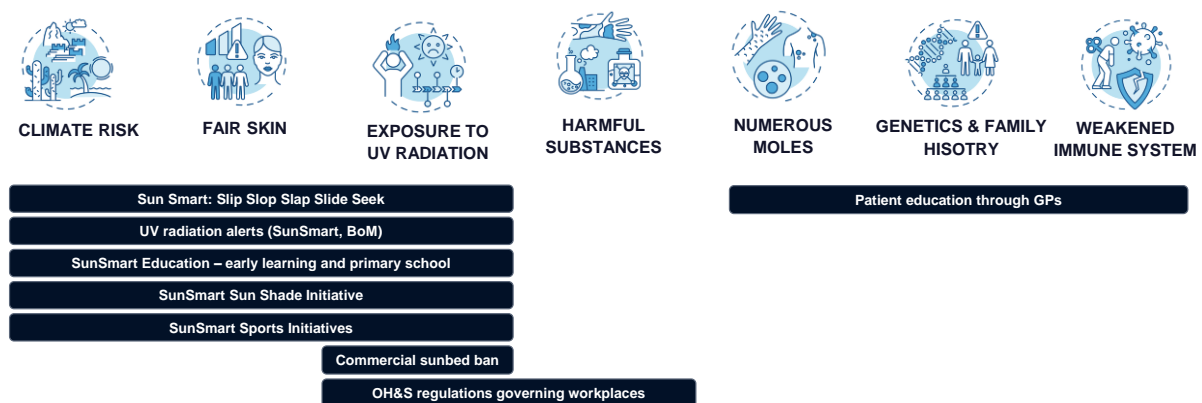 CLIMATE RISK
FAIR SKIN
EXPOSURE TO
UV RADIATION
HARMFUL
SUBSTANCES
NUMEROUS
MOLES
GENETICS & FAMILY
HISOTRY
WEAKENED
IMMUNE SYSTEM
Sun Smart: Slip Slop Slap Slide Seek
Patient education through GPs
UV radiation alerts (SunSmart, BoM)
SunSmart Education – early learning and primary school
SunSmart Sun Shade Initiative
SunSmart Sports Initiatives
Commercial sunbed ban
OH&S regulations governing workplaces